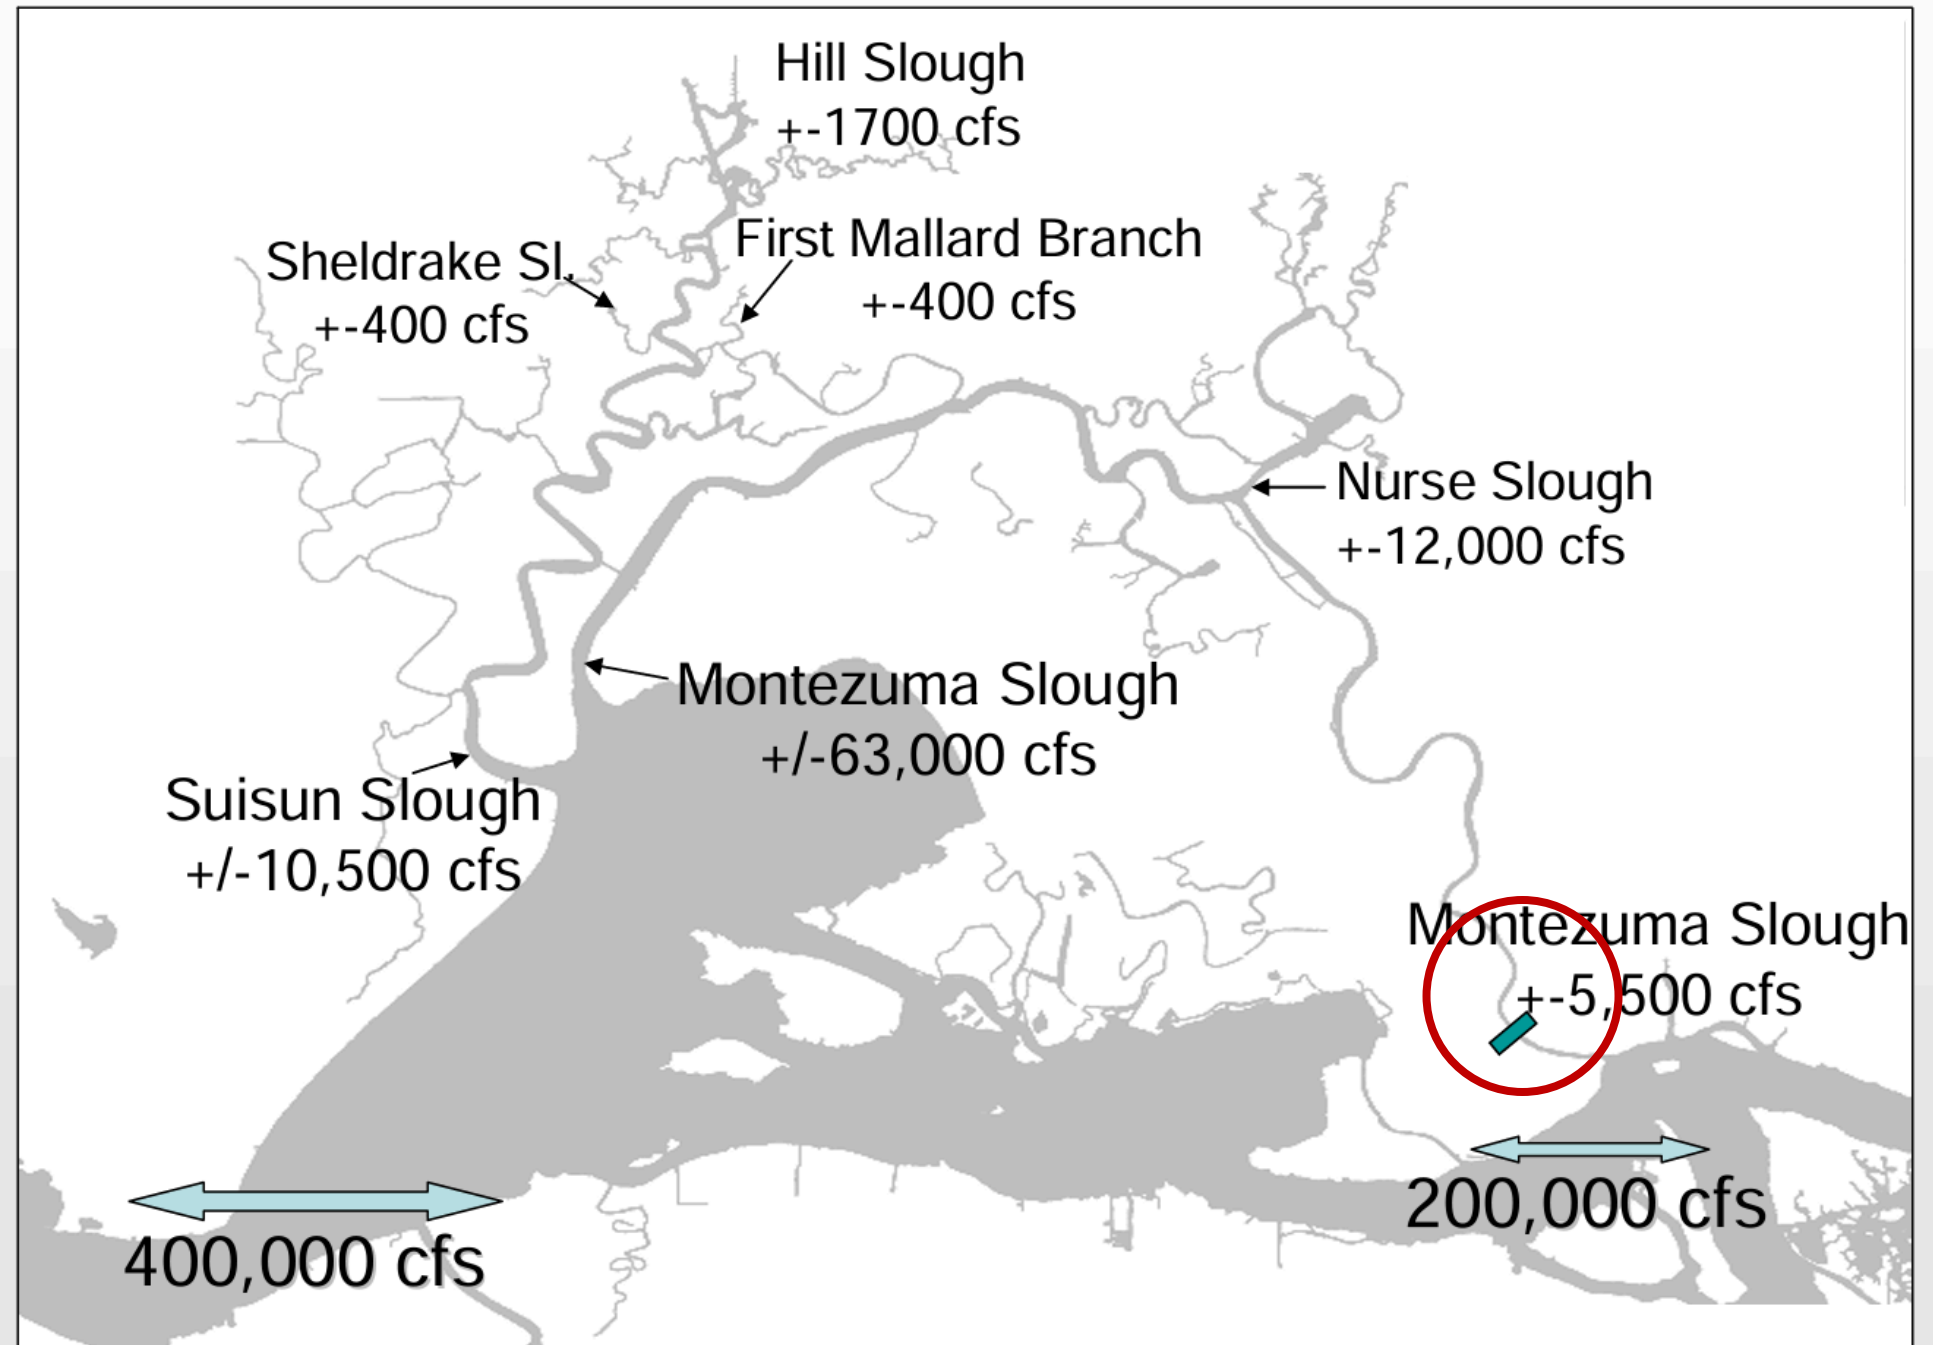 Hill Slough
+-1700 cfs
First Mallard Branch
+-400 cfs
Sheldrake Sl.
+-400 cfs
Nurse Slough
+-12,000 cfs
Montezuma Slough
+/-63,000 cfs
Suisun Slough
+/-10,500 cfs
Montezuma Slough
+-5,500 cfs
200,000 cfs
400,000 cfs